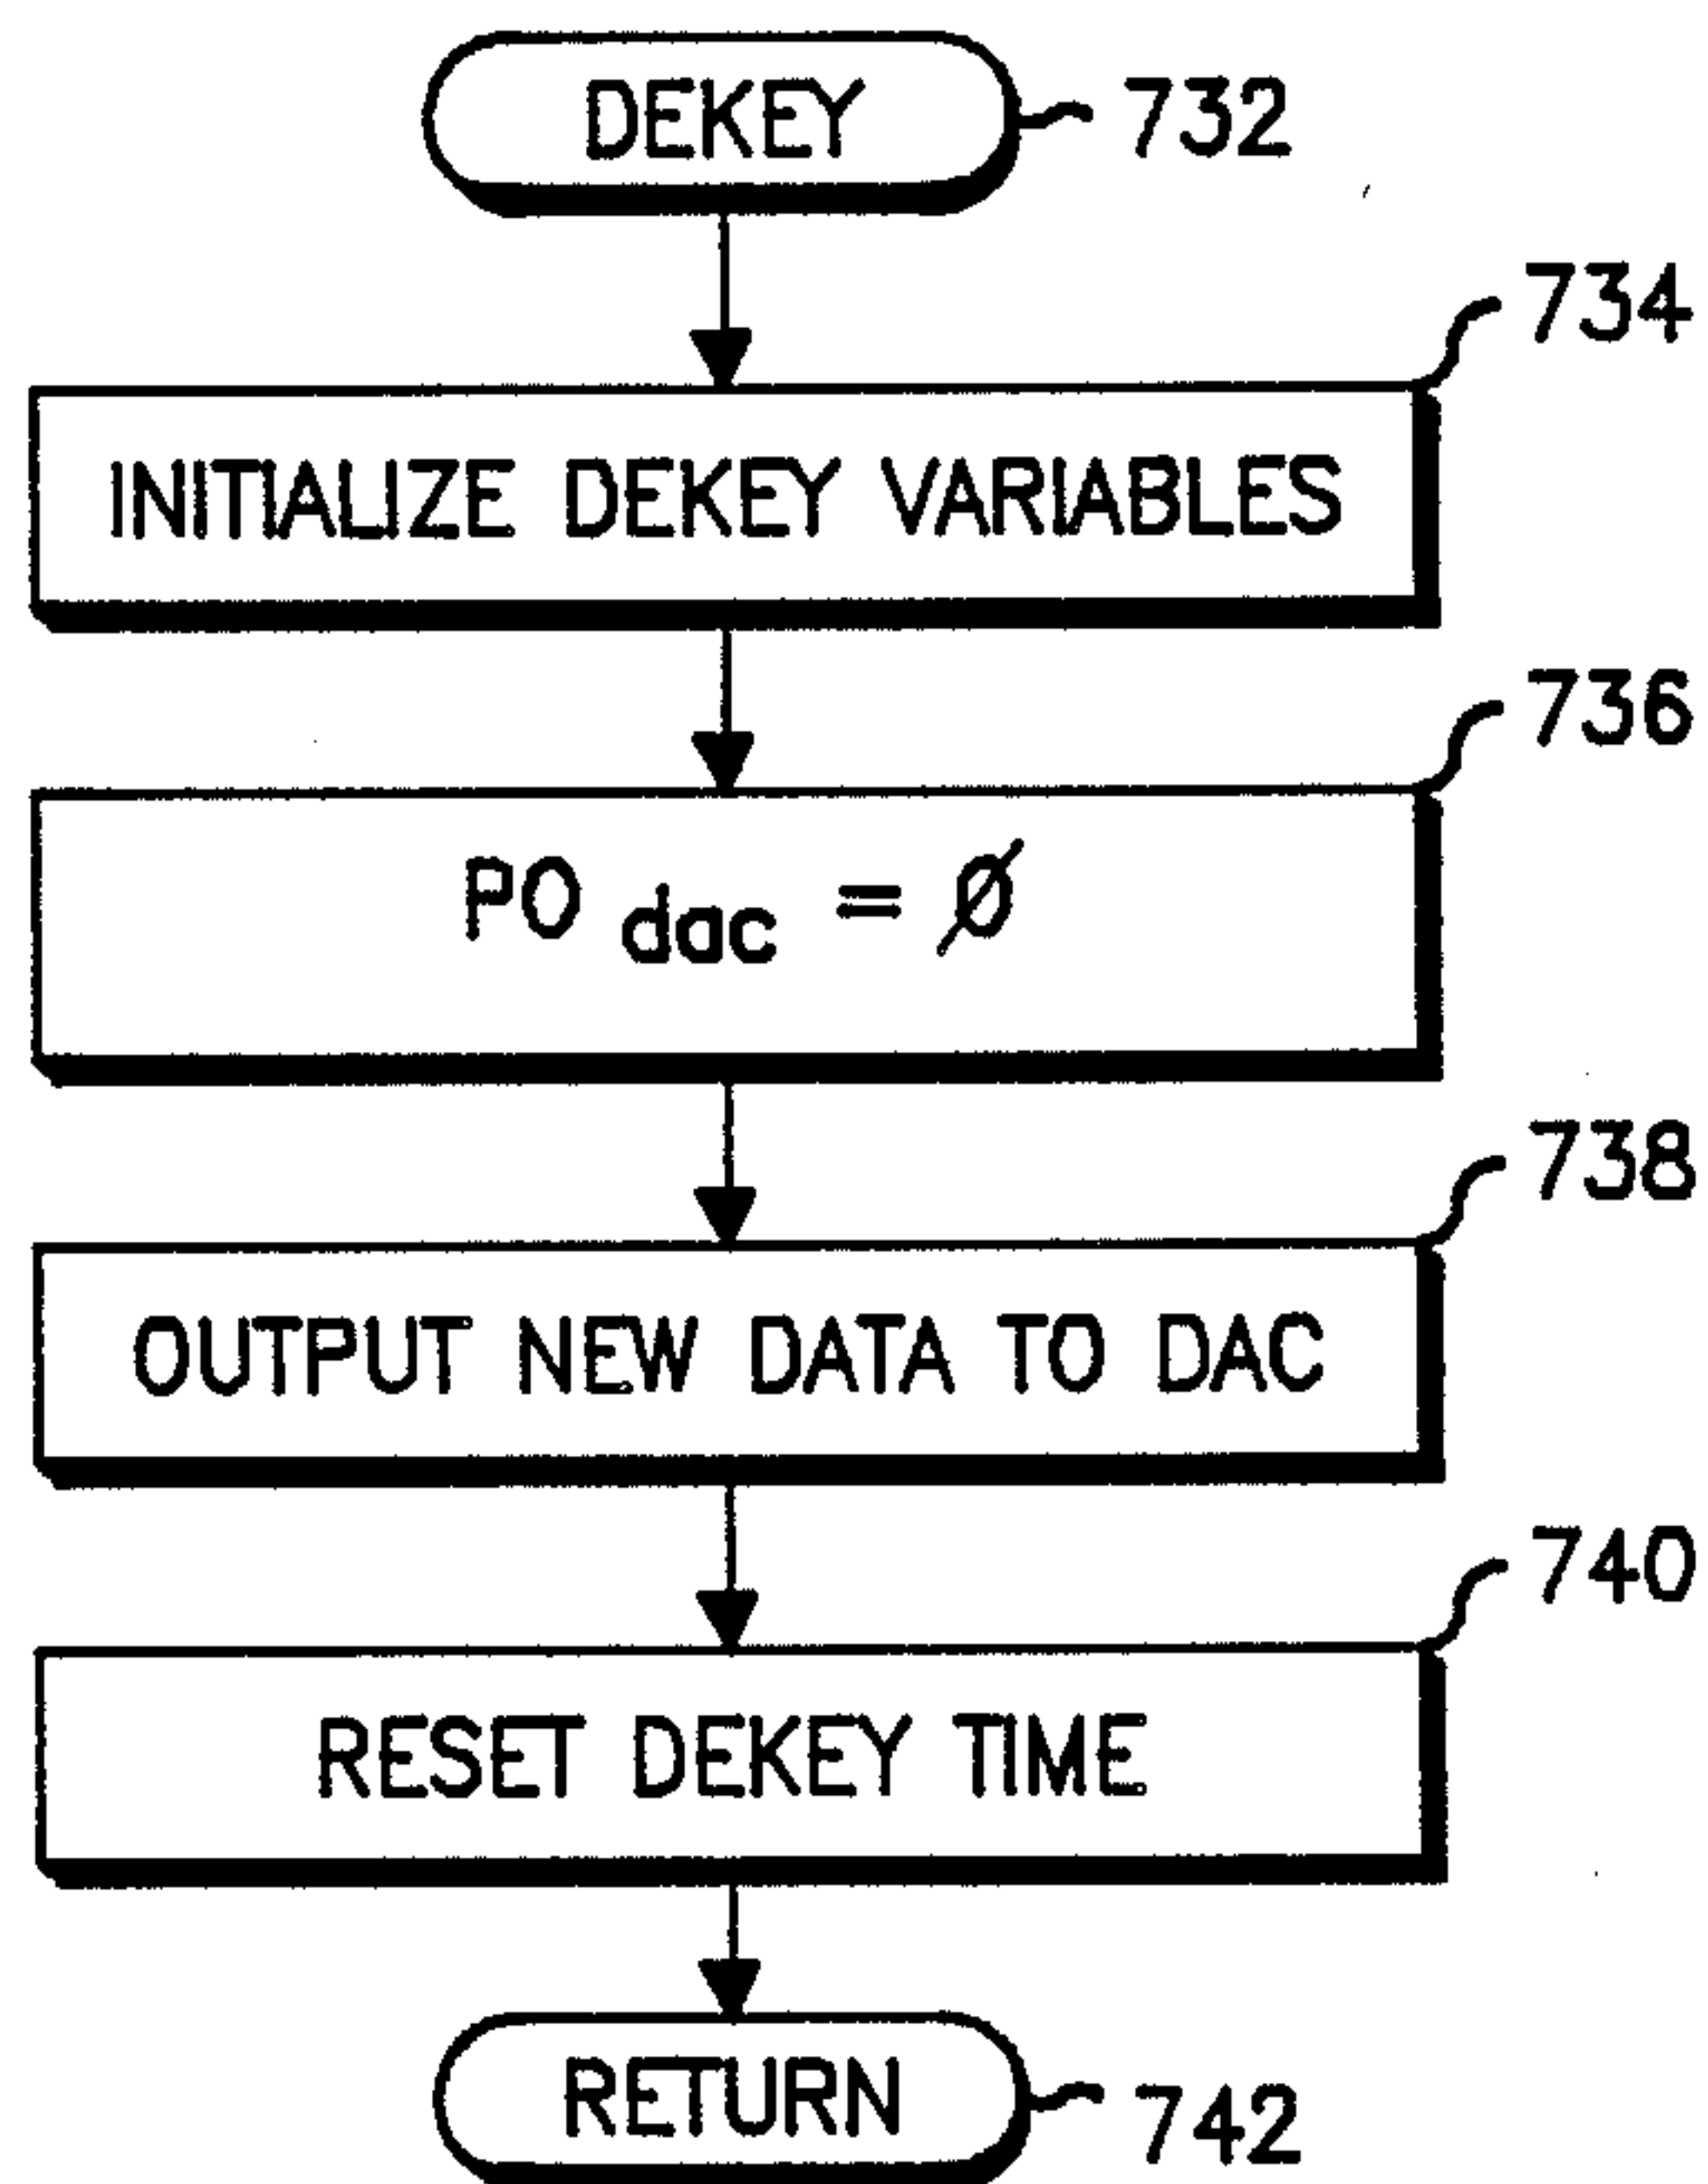 DEKEY 732
734
INITIALIZE DEKEY VARIABLES
736
PO dac = Ø
738
OUTPUT NEW DATA TO DAC
740
RESET DEKEY TIME
RETURN 742